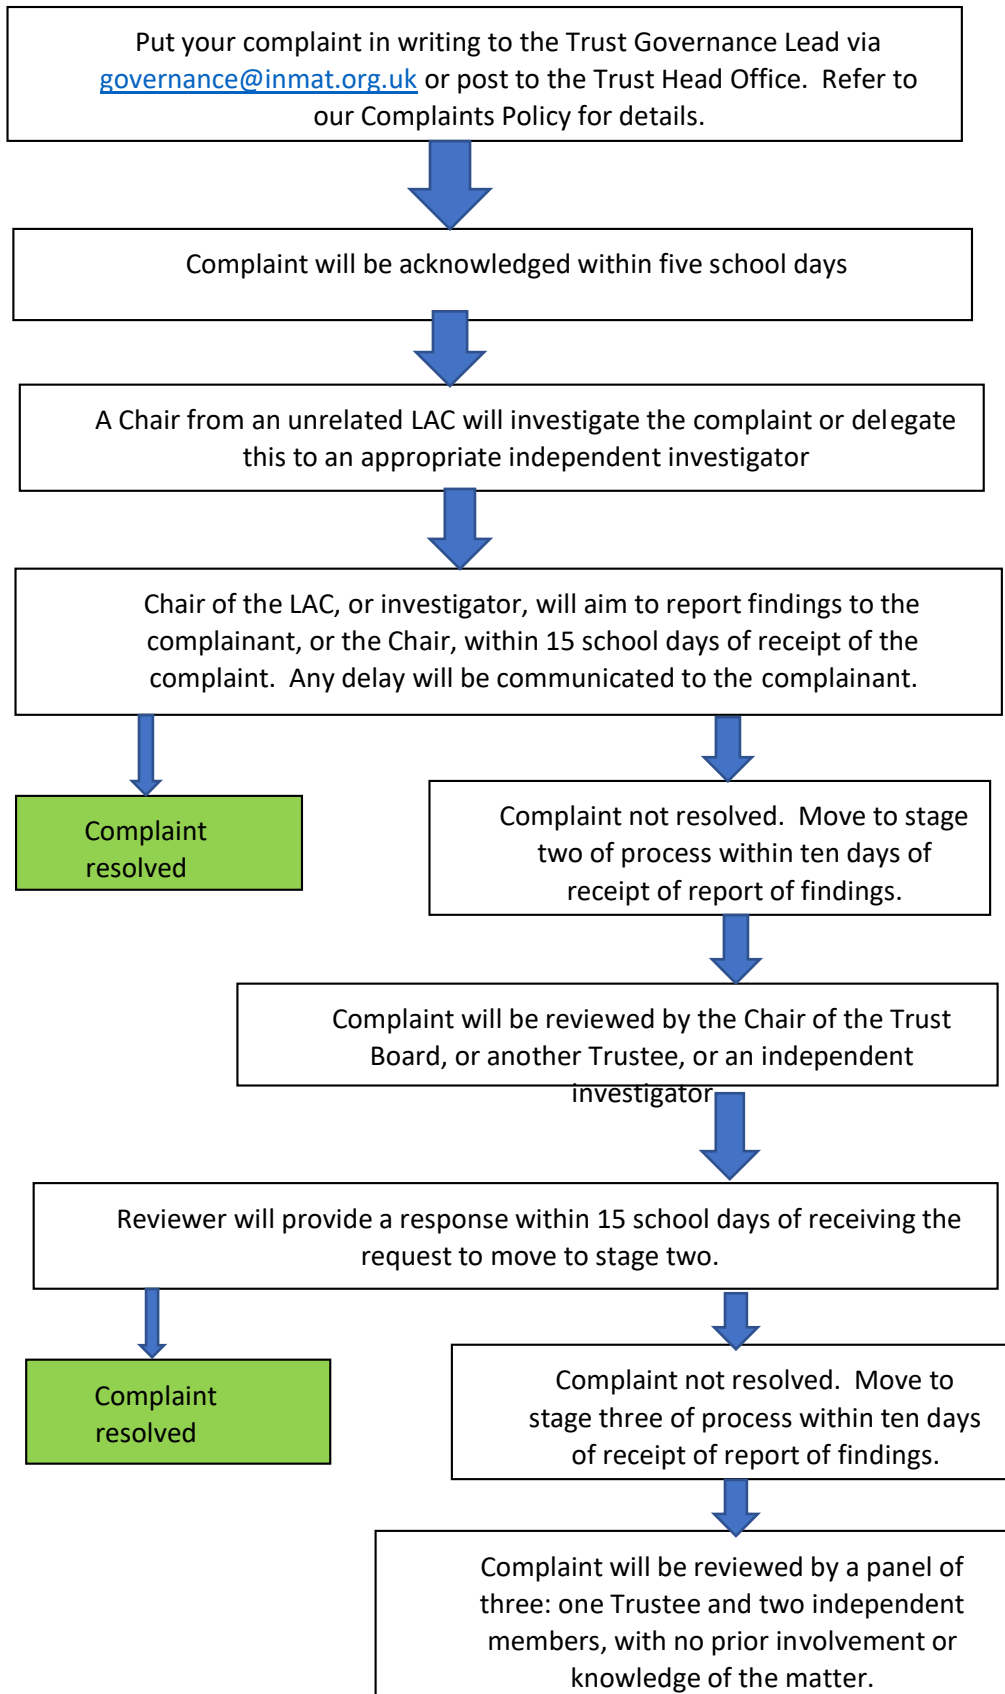 Put your complaint in writing to the Trust Governance Lead via
governance@inmat.org.uk or post to the Trust Head Office.  Refer to
our Complaints Policy for details.
Complaint will be acknowledged within five school days
A Chair from an unrelated LAC will investigate the complaint or delegate
this to an appropriate independent investigator
Chair of the LAC, or investigator, will aim to report findings to the
complainant, or the Chair, within 15 school days of receipt of the
complaint.  Any delay will be communicated to the complainant.
Complaint
resolved
Complaint not resolved.  Move to stage
two of process within ten days of
receipt of report of findings.
Complaint will be reviewed by the Chair of the Trust
Board, or another Trustee, or an independent
investigator
Reviewer will provide a response within 15 school days of receiving the
request to move to stage two.
Complaint
resolved
Complaint not resolved.  Move to
stage three of process within ten days
of receipt of report of findings.
Complaint will be reviewed by a panel of
three: one Trustee and two independent
members, with no prior involvement or
knowledge of the matter.